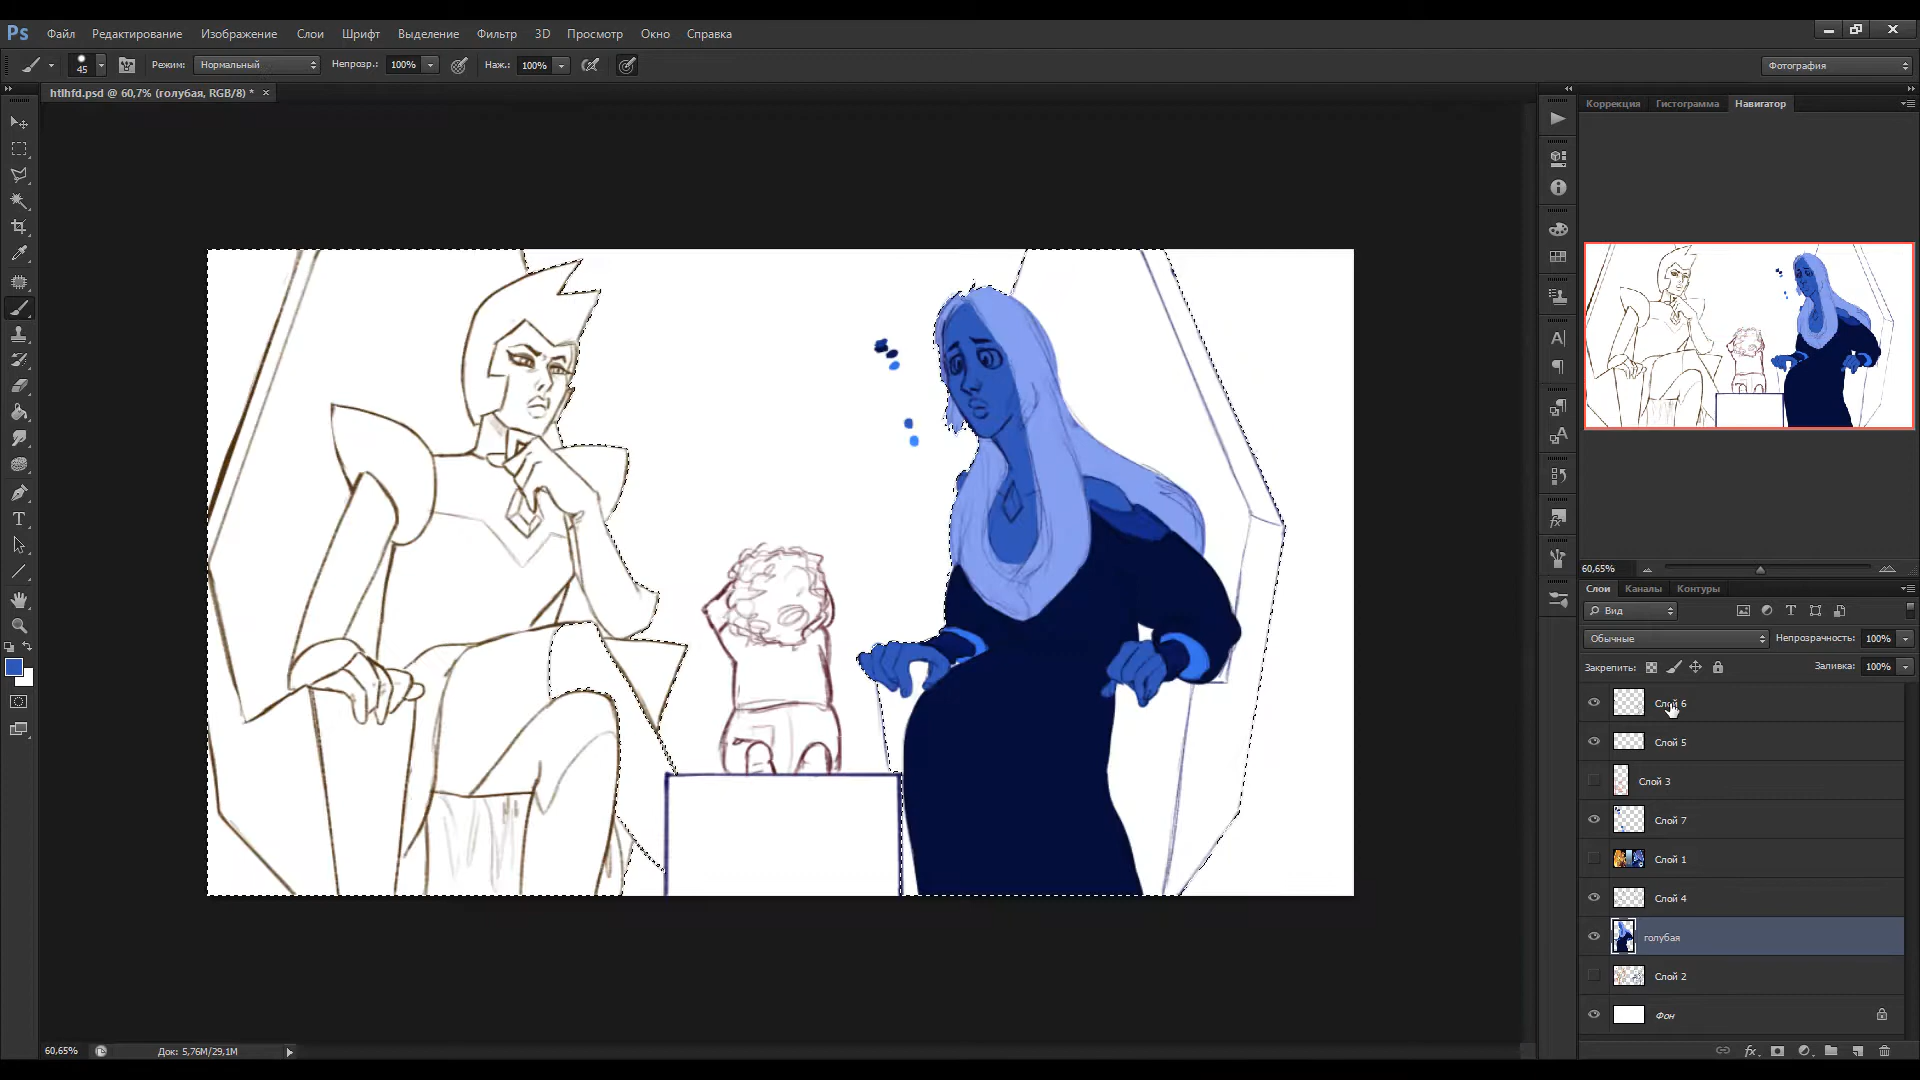 Ps Файл Редактирование Изображение Слои Шрифт Выделение Фильтр 3D Просмотр Окно Справка
45 Режим: Нормальный Непрозр.: 100% Наж.: 100% Фотография
htlhfd.psd @ 60,7% (голубая, RGB/8) * ×
Коррекция Гистограмма Навигатор
60,65%
Слои Каналы Контуры
Вид
Обычные Непрозрачность: 100%
Закрепить: Заливка: 100%
Слой 6
Слой 5
Слой 3
Слой 7
Слой 1
Слой 4
голубая
Слой 2
Фон
60,65% Док: 5,76M/29,1M
fx